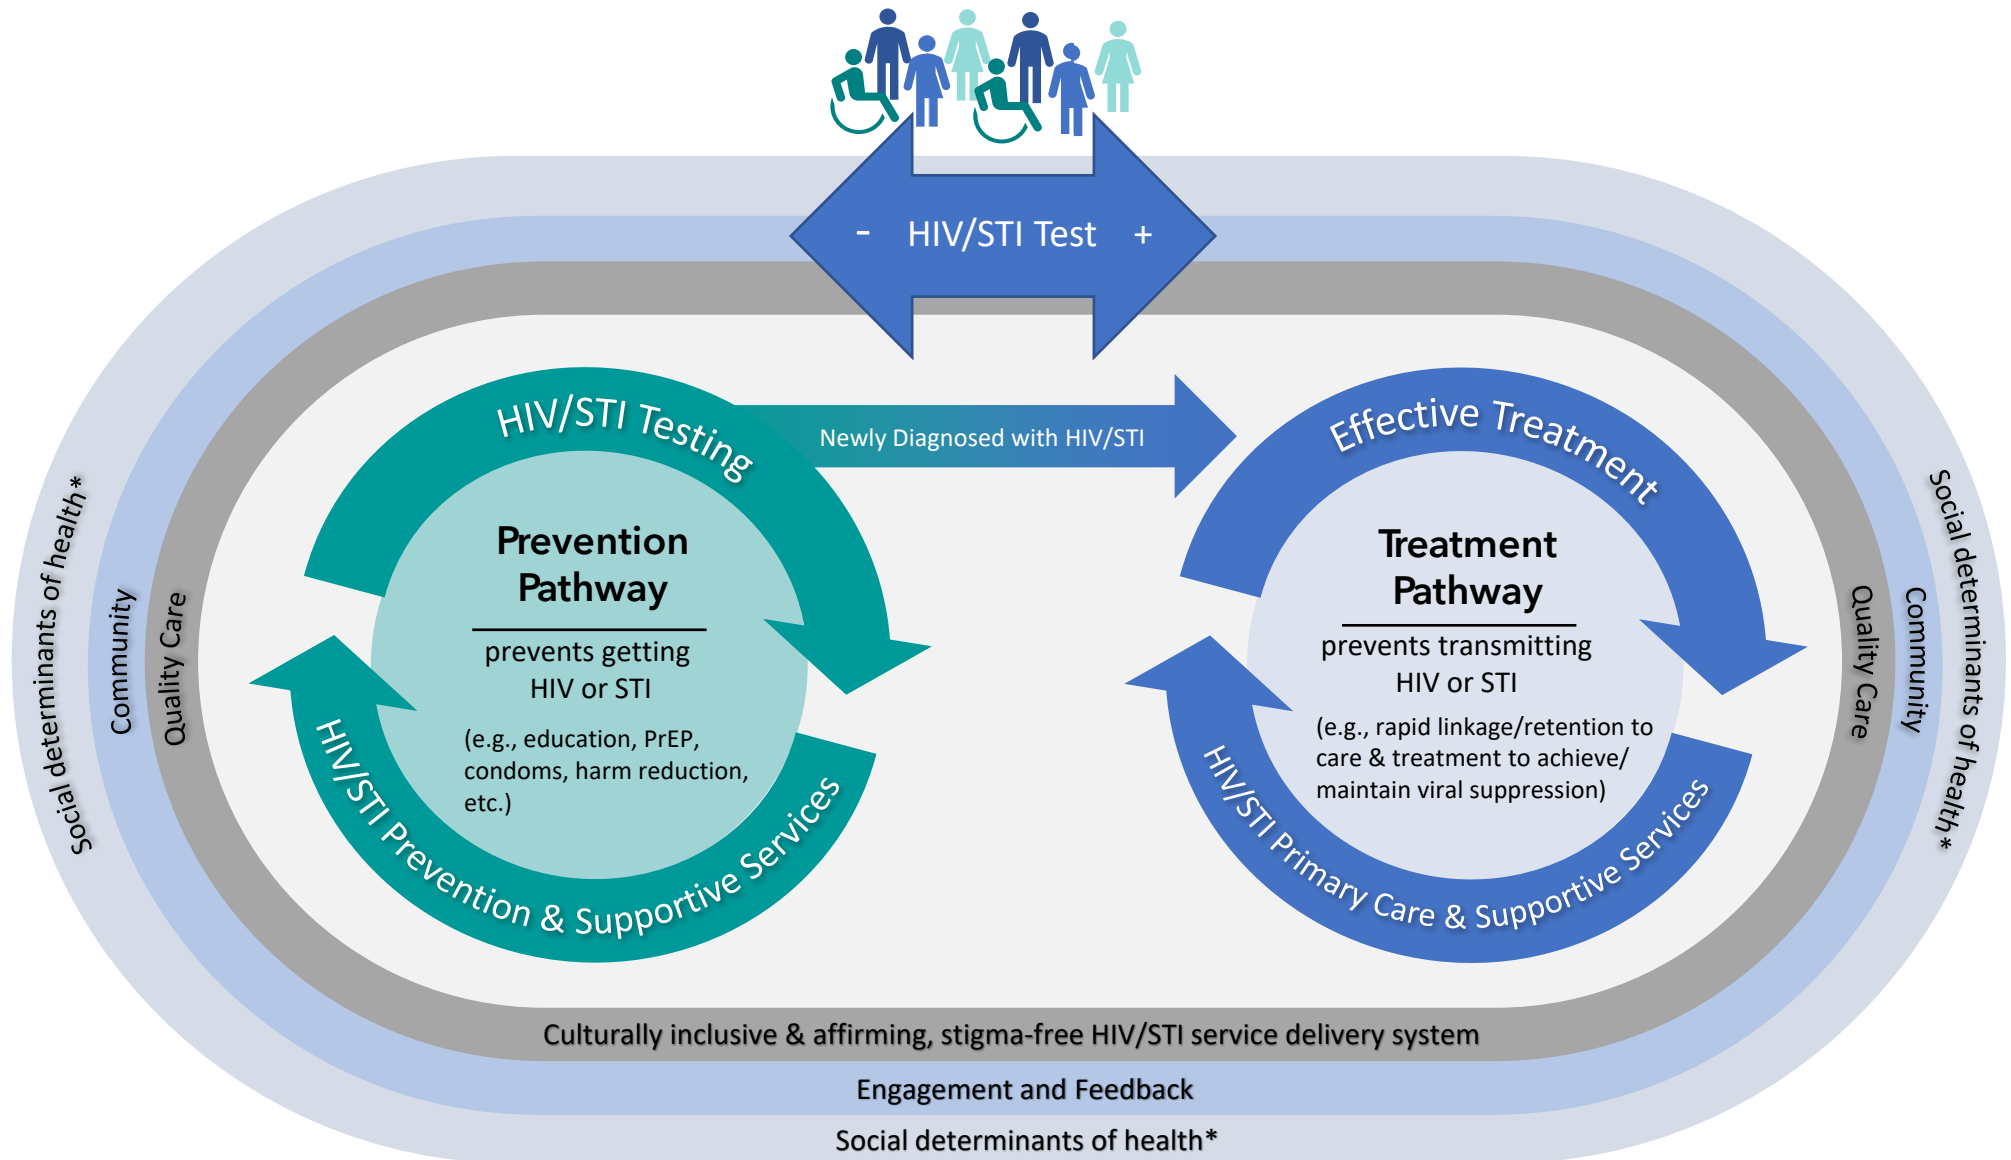 - HIV/STI Test +
HIV/STI Testing
Newly Diagnosed with HIV/STI
Effective Treatment
Prevention
Pathway
prevents getting
HIV or STI
(e.g., education, PrEP,
condoms, harm reduction,
etc.)
HIV/STI Prevention & Supportive Services
Treatment
Pathway
prevents transmitting
HIV or STI
(e.g., rapid linkage/retention to
care & treatment to achieve/
maintain viral suppression)
HIV/STI Primary Care & Supportive Services
Social determinants of health*
Community
Quality Care
Quality Care
Community
Social determinants of health*
Culturally inclusive & affirming, stigma-free HIV/STI service delivery system
Engagement and Feedback
Social determinants of health*